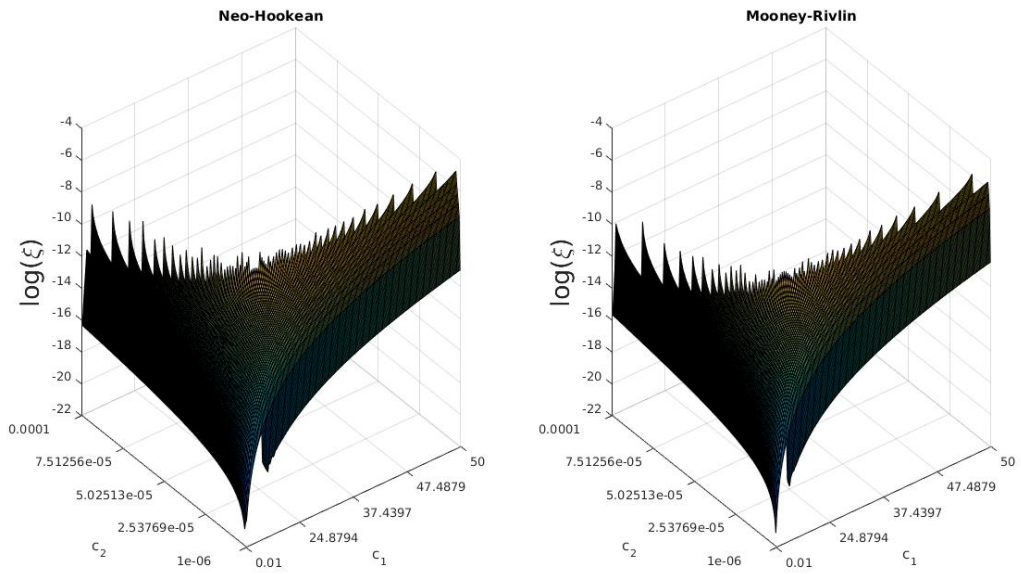 Neo-Hookean
-4
-6
-8
-10
-12
-14
-16
-18
-20
-22
log(ξ)
0.0001
7.51256e-05
5.02513e-05
2.53769e-05
1e-06
c2
0.01
24.8794
37.4397
47.4879
50
c1
Mooney-Rivlin
-4
-6
-8
-10
-12
-14
-16
-18
-20
-22
log(ξ)
0.0001
7.51256e-05
5.02513e-05
2.53769e-05
1e-06
c2
0.01
24.8794
37.4397
47.4879
50
c1